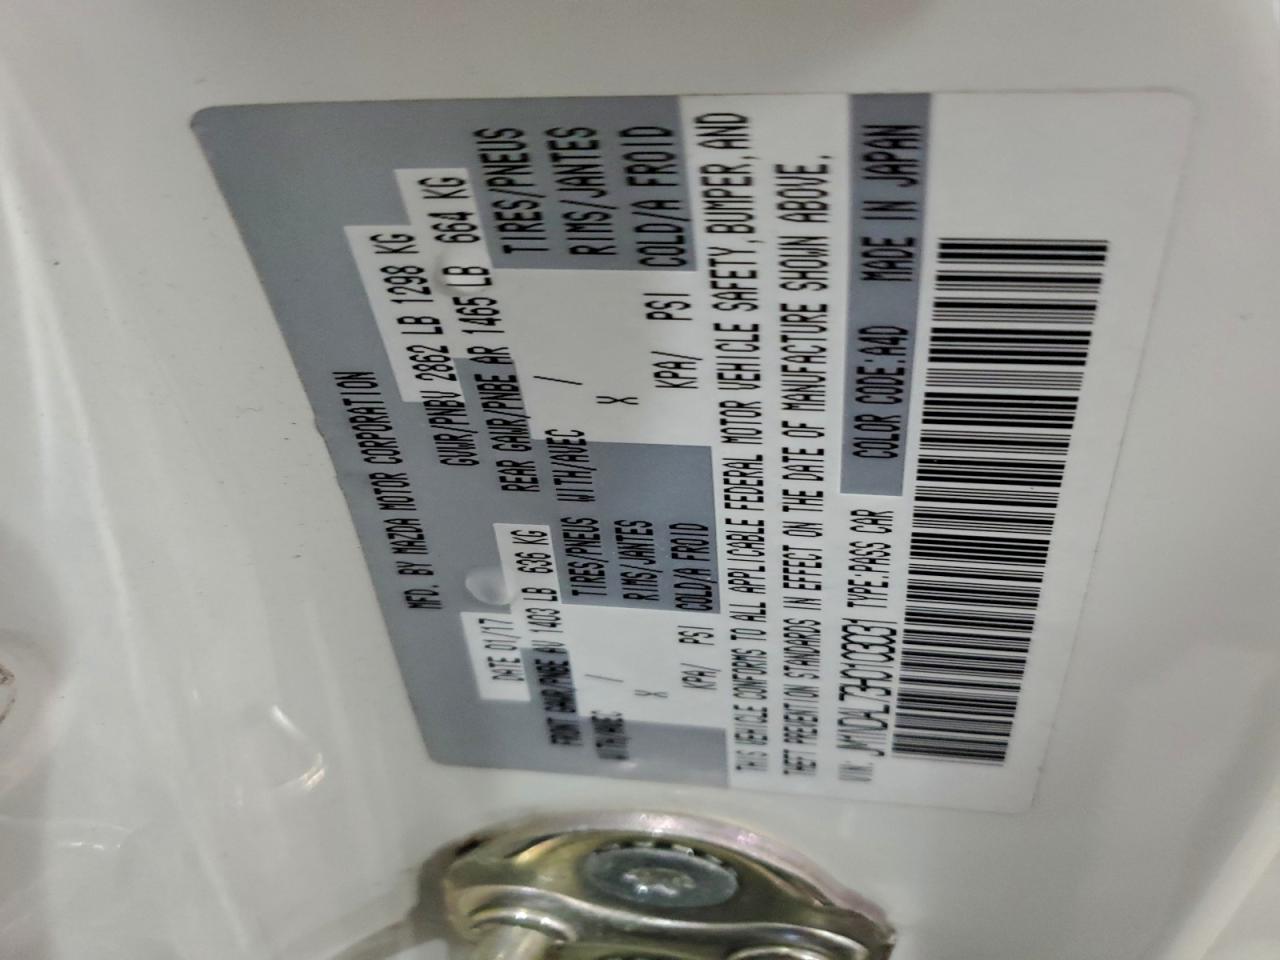 MFD. BY MAZDA MOTOR CORPORATION
DATE 01/17 GVWR/PNBV 2862 LB 1298 KG
FRONT GAWR/PNBE AV 1403 LB 636 KG REAR GAWR/PNBE AR 1465 LB 664 KG
WITH/AVEC / TIRES/PNEUS WITH/AVEC / TIRES/PNEUS
X RIMS/JANTES X RIMS/JANTES
KPA/ PSI COLD/A FROID KPA/ PSI COLD/A FROID
THIS VEHICLE CONFORMS TO ALL APPLICABLE FEDERAL MOTOR VEHICLE SAFETY, BUMPER, AND
THEFT PREVENTION STANDARDS IN EFFECT ON THE DATE OF MANUFACTURE SHOWN ABOVE.
VIN: JM1NDAL73H0103031 TYPE:PASS CAR COLOR CODE:A4D MADE IN JAPAN